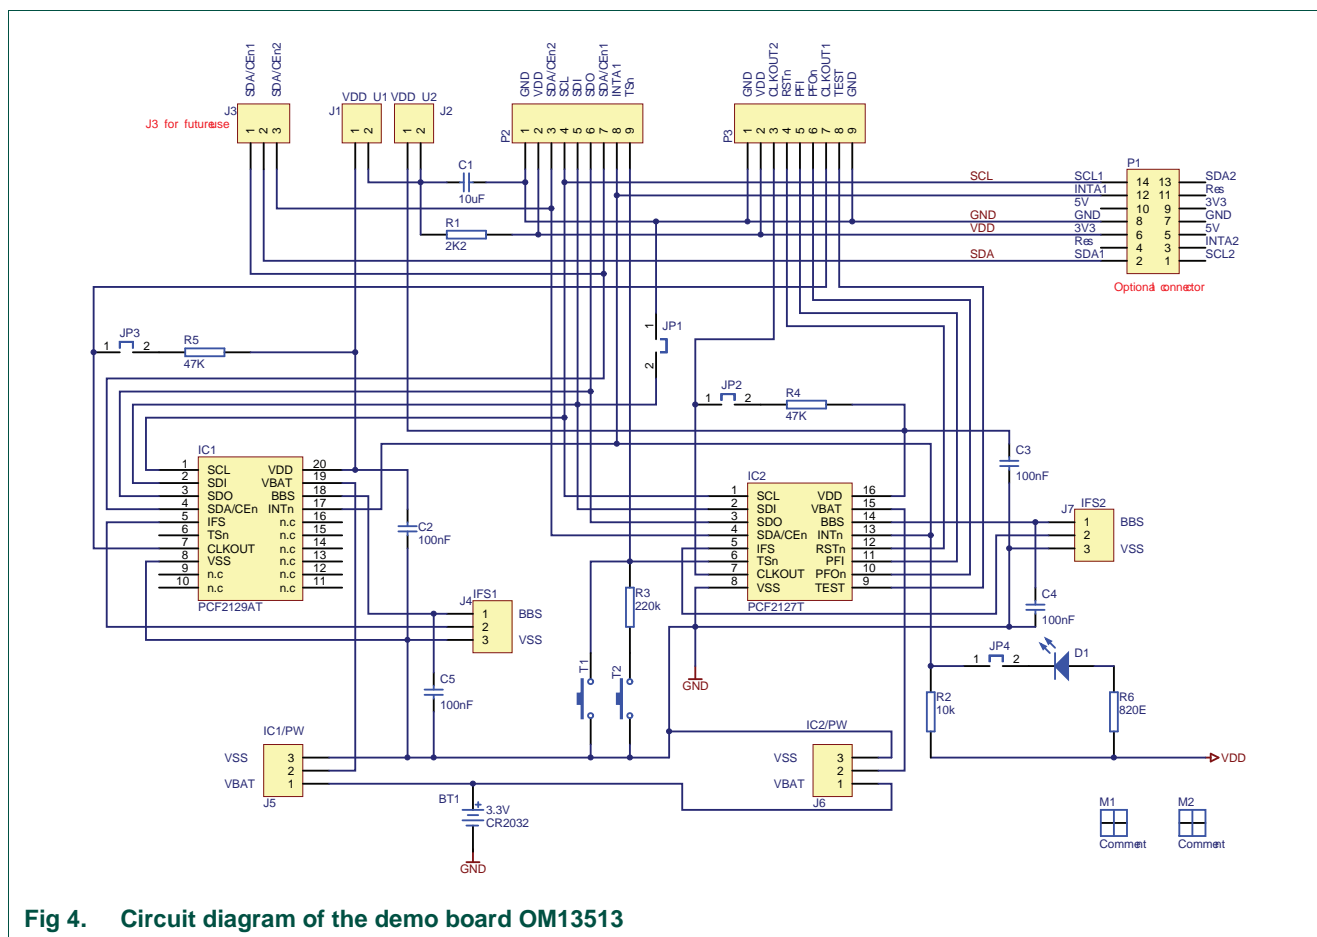 SDA/CEn1
SDA/CEn2
J3
1 2 3
J3 for future use
VDD U1
J1
1 2
VDD U2
J2
1 2
GND
VDD
SDA/CEn2
SCL
SDI
SDO
SDA/CEn1
INTA1
TSn
P2
1 2 3 4 5 6 7 8 9
GND
VDD
CLKOUT2
RSTn
PFI
PFOn
CLKOUT1
TEST
GND
P3
1 2 3 4 5 6 7 8 9
C1
10uF
R1
2K2
P1
SCL SCL1 14 13 SDA2
INTA1 12 11 Res
5V 10 9 3V3
GND GND 8 7 GND
VDD 3V3 6 5 5V
Res 4 3 INTA2
SDA SDA1 2 1 SCL2
Optional connector
JP3
1 2
R5
47K
1 JP1
2
JP2
1 2
R4
47K
C3
100nF
IC1
1 SCL VDD 20
2 SDI VBAT 19
3 SDO BBS 18
4 SDA/CEn INTn 17
5 IFS n.c 16
6 TSn n.c 15
7 CLKOUT n.c 14
8 VSS n.c 13
9 n.c n.c 12
10 n.c n.c 11
PCF2129AT
C2
100nF
IC2
1 SCL VDD 16
2 SDI VBAT 15
3 SDO BBS 14
4 SDA/CEn INTn 13
5 IFS RSTn 12
6 TSn PFI 11
7 CLKOUT PFOn 10
8 VSS TEST 9
PCF2127T
IFS2
J7
1 BBS
2
3 VSS
C4
100nF
IFS1
J4
1 BBS
2
3 VSS
R3
220k
C5
100nF
T1
T2
GND
JP4
1 2
D1
R2
10k
R6
820E
VDD
IC1/PW
VSS 3
2
VBAT 1
J5
IC2/PW
VSS 3
2
VBAT 1
J6
BT1
+
3.3V
CR2032
GND
M1
Comment
M2
Comment
Fig 4. Circuit diagram of the demo board OM13513